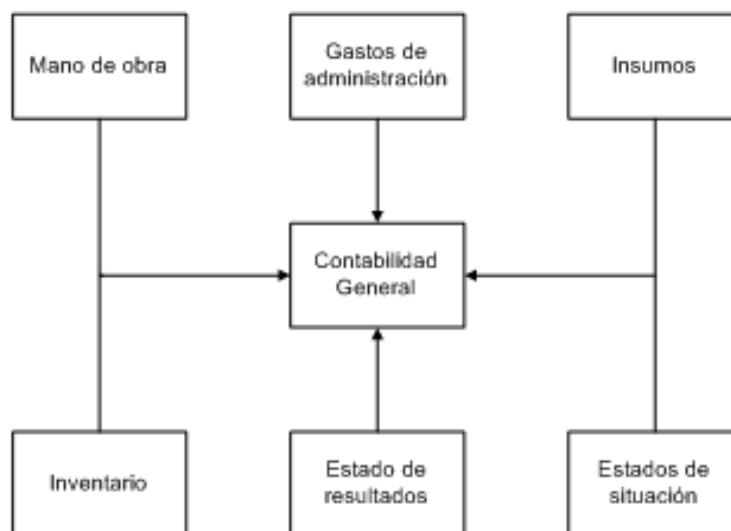 Mano de obra
Gastos de
administración
Insumos
Contabilidad
General
Inventario
Estado de
resultados
Estados de
situación